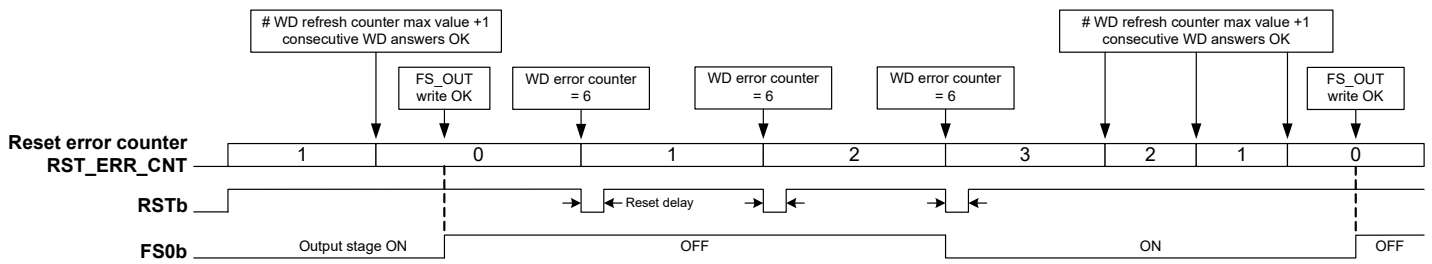 # WD refresh counter max value +1
consecutive WD answers OK
# WD refresh counter max value +1
consecutive WD answers OK
FS_OUT
write OK
WD error counter
= 6
WD error counter
= 6
WD error counter
= 6
FS_OUT
write OK
Reset error counter
RST_ERR_CNT
1
0
1
2
3
2
1
0
RSTb
Reset delay
FS0b
Output stage ON
OFF
ON
OFF